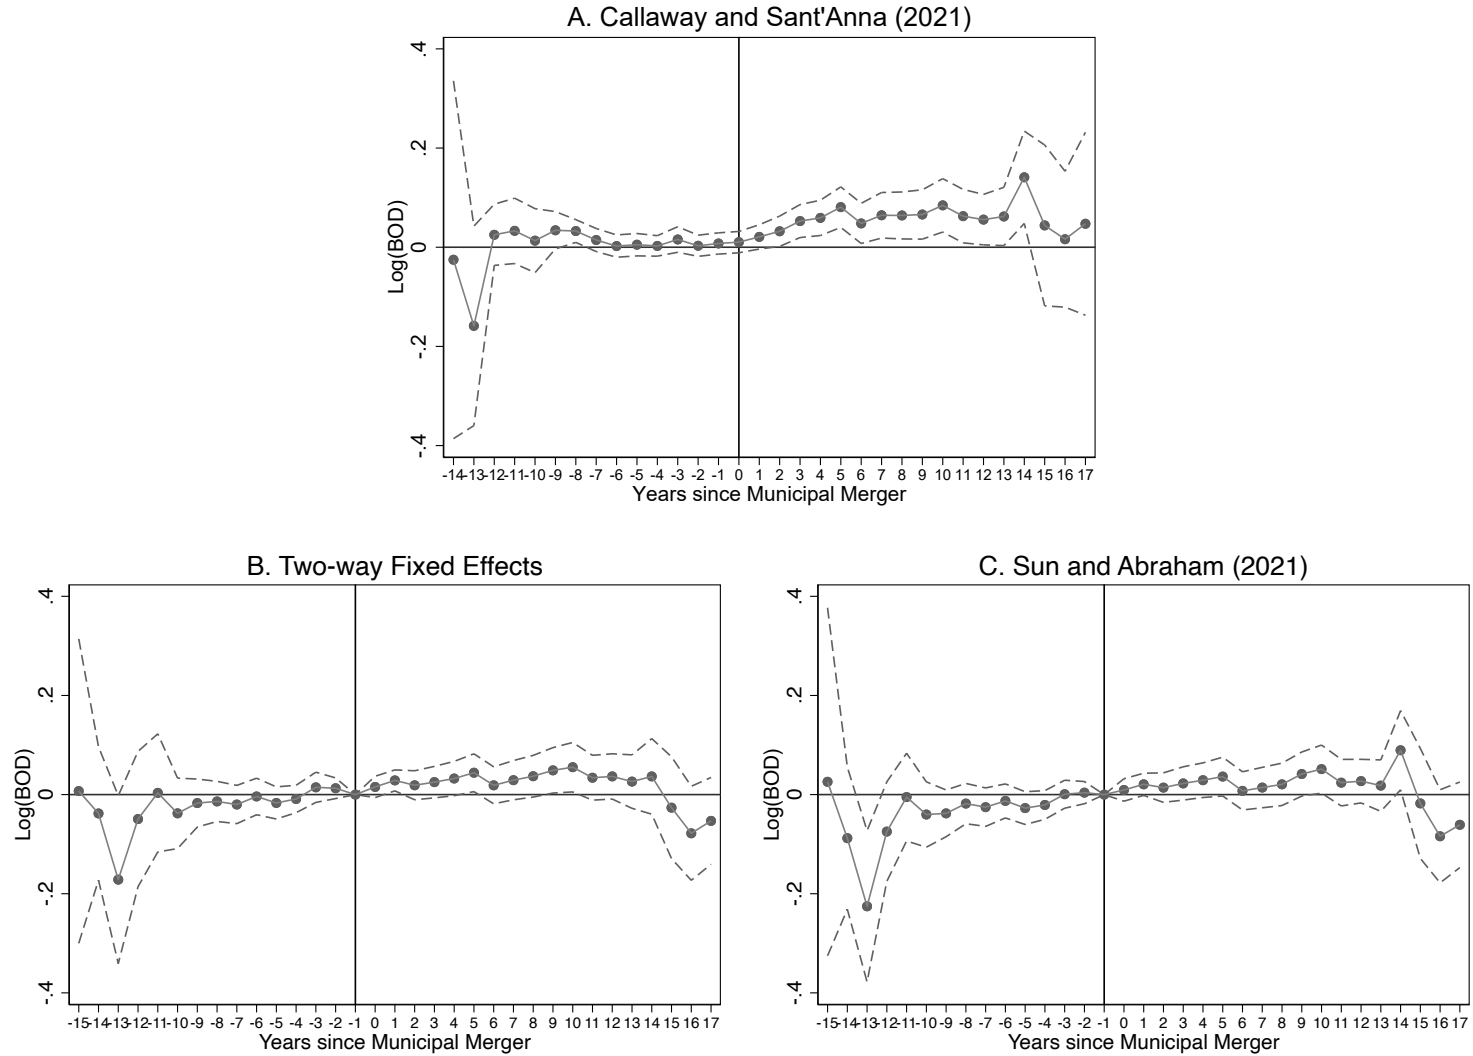 A. Callaway and Sant'Anna (2021)
.4
.2
0
-.2
-.4
Log(BOD)
-14 -13 -12 -11 -10 -9 -8 -7 -6 -5 -4 -3 -2 -1 0 1 2 3 4 5 6 7 8 9 10 11 12 13 14 15 16 17
Years since Municipal Merger
B. Two-way Fixed Effects
.4
.2
0
-.2
-.4
Log(BOD)
-15 -14 -13 -12 -11 -10 -9 -8 -7 -6 -5 -4 -3 -2 -1 0 1 2 3 4 5 6 7 8 9 10 11 12 13 14 15 16 17
Years since Municipal Merger
C. Sun and Abraham (2021)
.4
.2
0
-.2
-.4
Log(BOD)
-15 -14 -13 -12 -11 -10 -9 -8 -7 -6 -5 -4 -3 -2 -1 0 1 2 3 4 5 6 7 8 9 10 11 12 13 14 15 16 17
Years since Municipal Merger